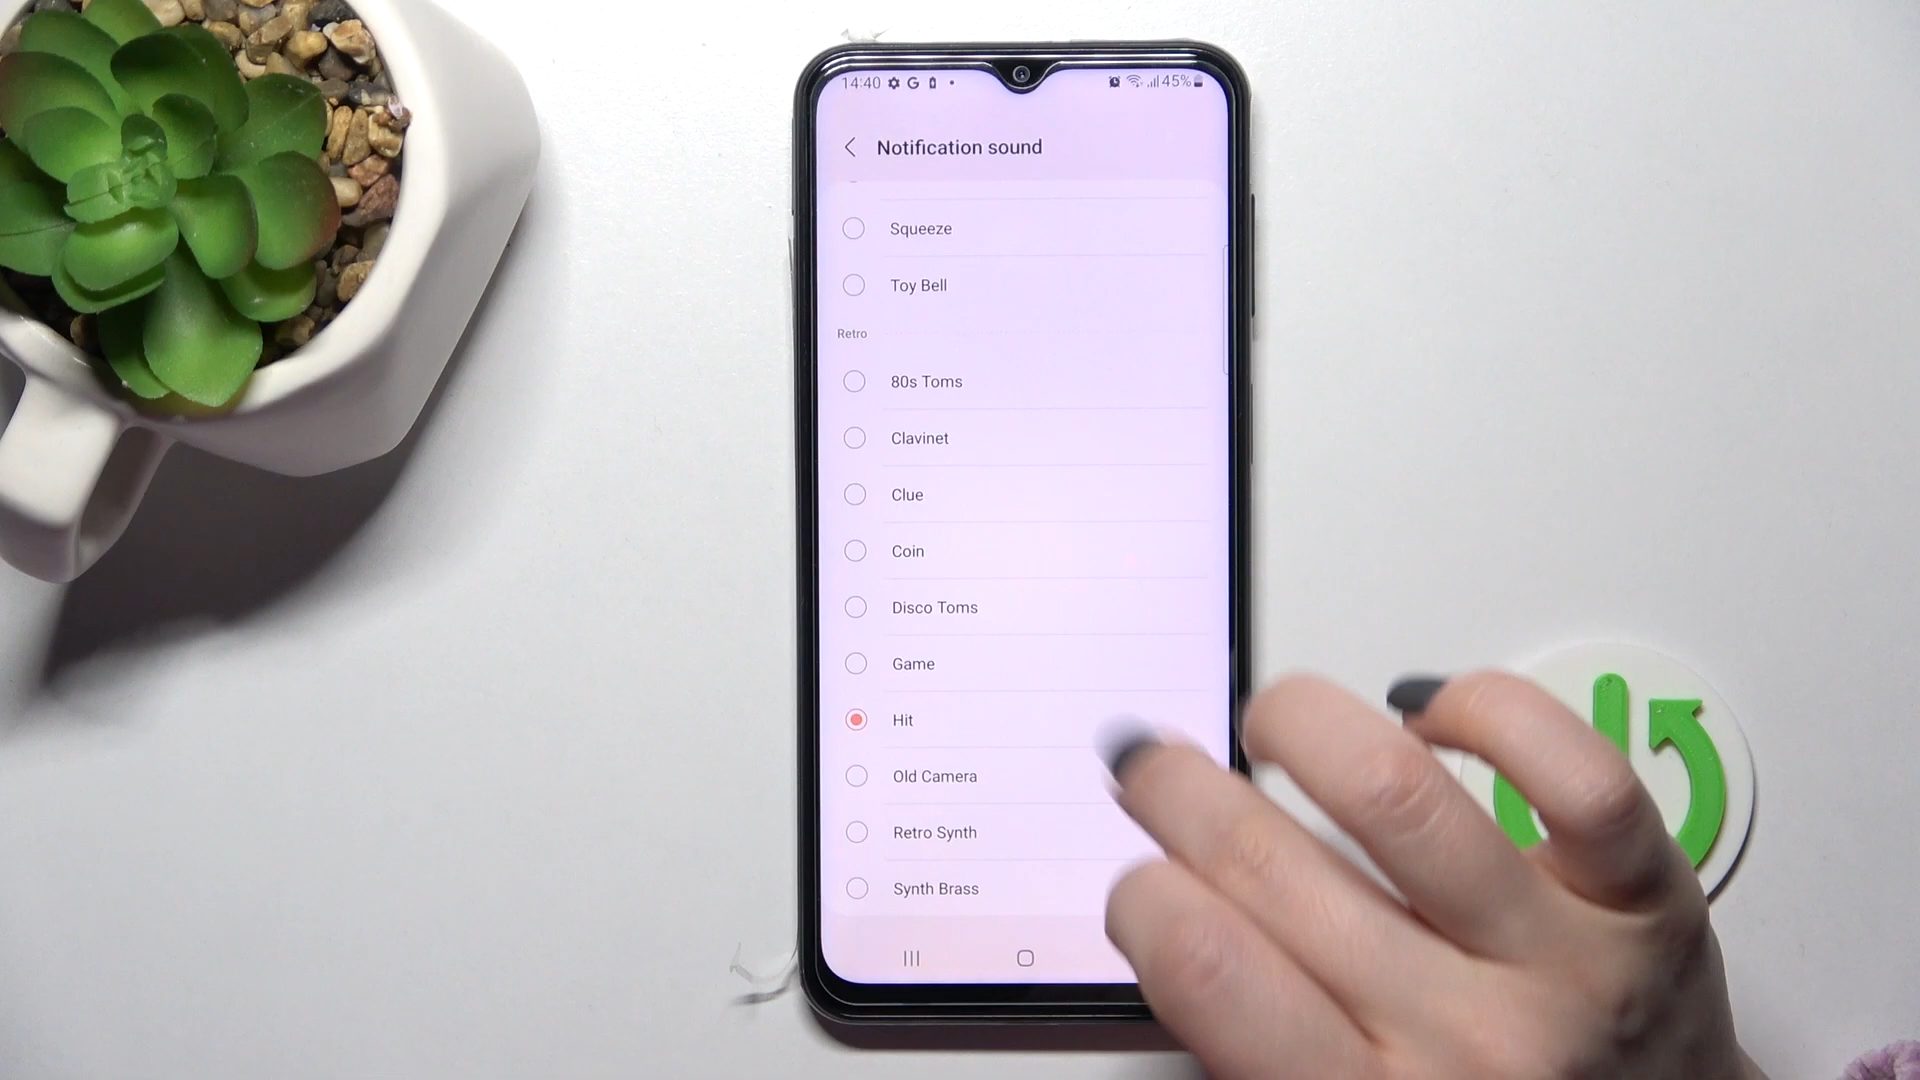 14:40 G 45%
Notification sound
Squeeze
Toy Bell
Retro
80s Toms
Clavinet
Clue
Coin
Disco Toms
Game
Hit
Old Camera
Retro Synth
Synth Brass